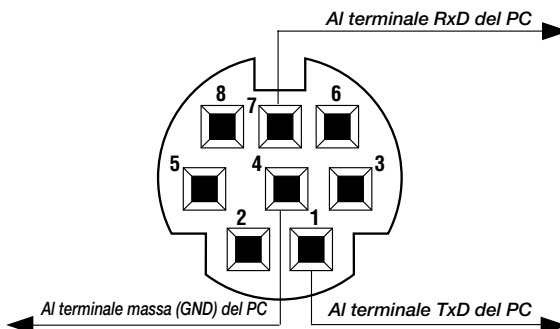 Al terminale RxD del PC
8 7 6
5 4 3
2 1
Al terminale massa (GND) del PC
Al terminale TxD del PC